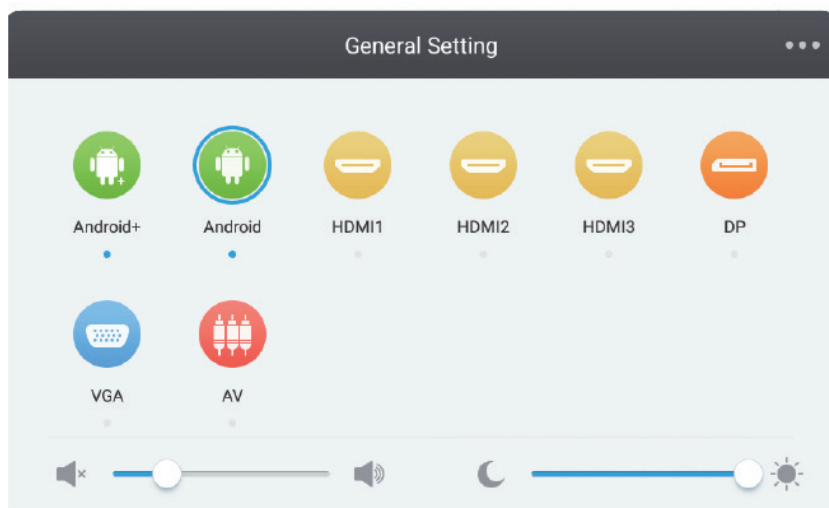 General Setting
Android+ Android HDMI1 HDMI2 HDMI3 DP
VGA AV